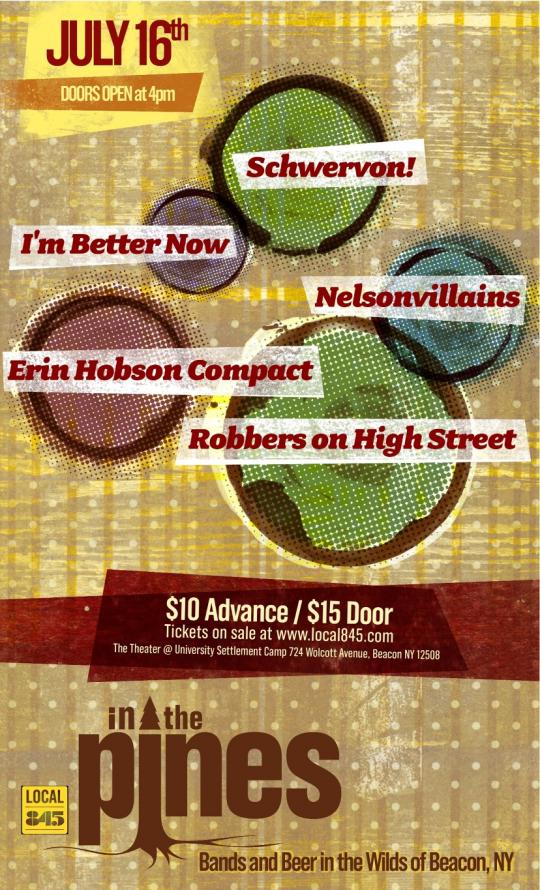 JULY 16th
DOORS OPEN at 4pm
Schwervon!
I'm Better Now
Nelsonvillains
Erin Hobson Compact
Robbers on High Street
$10 Advance / $15 Door
Tickets on sale at www.local845.com
The Theater @ University Settlement Camp 724 Wolcott Avenue, Beacon NY 12508
in the
pines
LOCAL
845
Bands and Beer in the Wilds of Beacon, NY